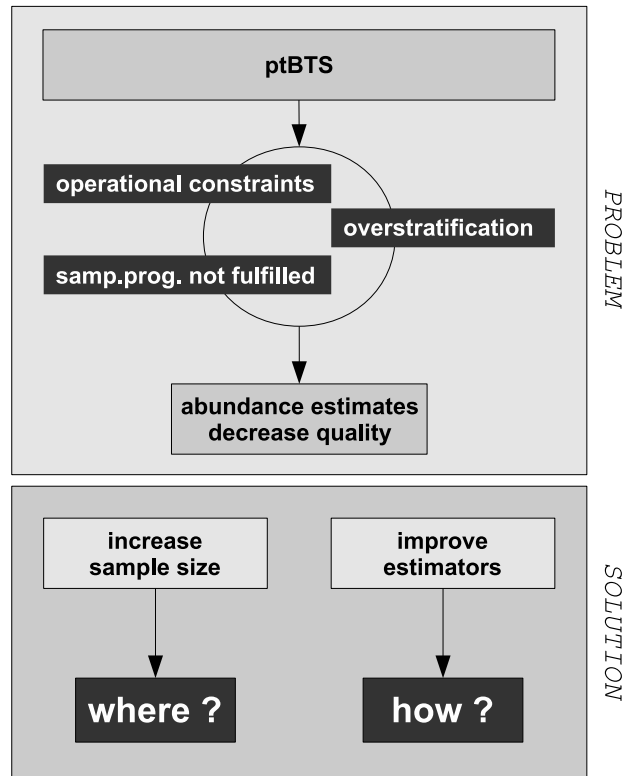 ptBTS
operational constraints
overstratification
samp.prog. not fulfilled
abundance estimates
decrease quality
PROBLEM
increase
sample size
improve
estimators
where ?
how ?
SOLUTION